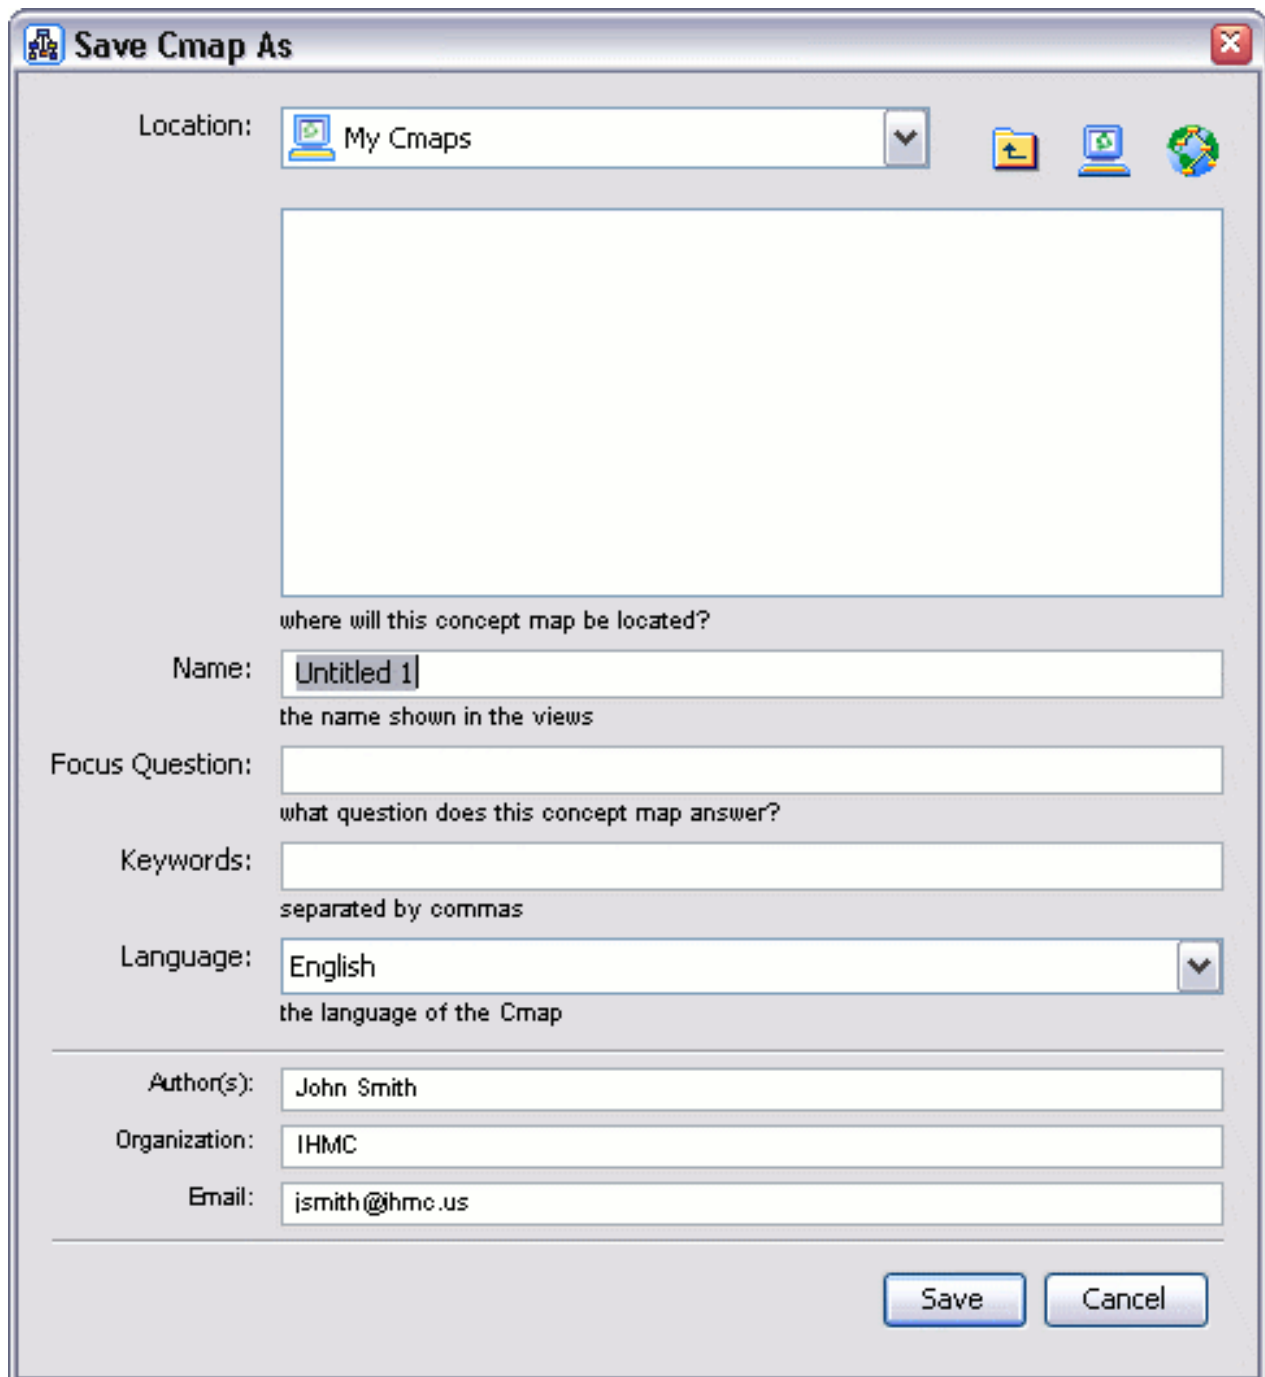 Save Cmap As
Location: My Cmaps
where will this concept map be located?
Name: Untitled 1
the name shown in the views
Focus Question:
what question does this concept map answer?
Keywords:
separated by commas
Language: English
the language of the Cmap
Author(s): John Smith
Organization: IHMC
Email: jsmith@ihmc.us
Save Cancel